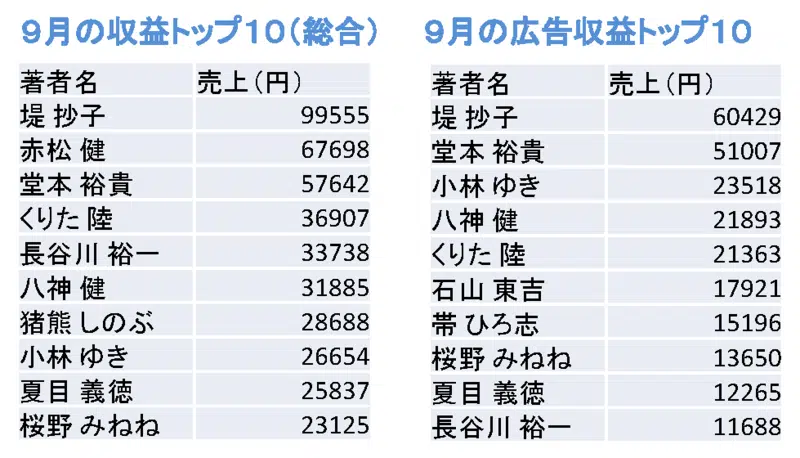 9月の収益トップ10(総合)
著者名 売上(円)
堤 抄子 99555
赤松 健 67698
堂本 裕貴 57642
くりた 陸 36907
長谷川 裕一 33738
八神 健 31885
猪熊 しのぶ 28688
小林 ゆき 26654
夏目 義徳 25837
桜野 みねね 23125
9月の広告収益トップ10
著者名 売上(円)
堤 抄子 60429
堂本 裕貴 51007
小林 ゆき 23518
八神 健 21893
くりた 陸 21363
石山 東吉 17921
帯 ひろ志 15196
桜野 みねね 13650
夏目 義徳 12265
長谷川 裕一 11688